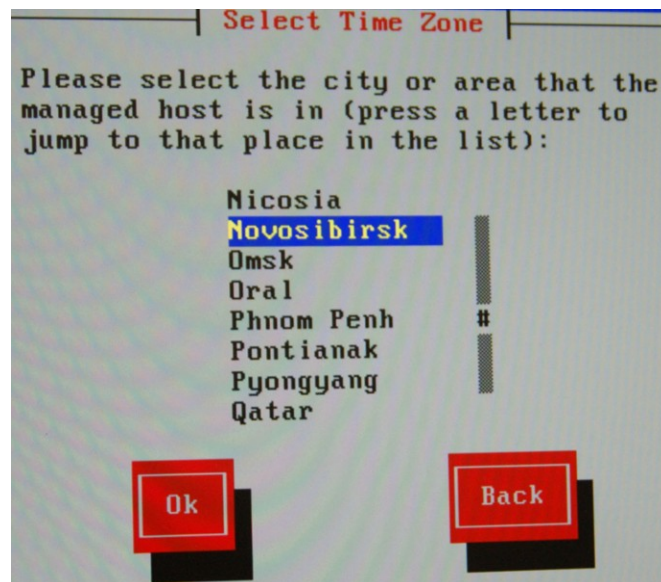 Select Time Zone
Please select the city or area that the
managed host is in (press a letter to
jump to that place in the list):
Nicosia
Novosibirsk
Omsk
Oral
Phnom Penh #
Pontianak
Pyongyang
Qatar
Ok Back